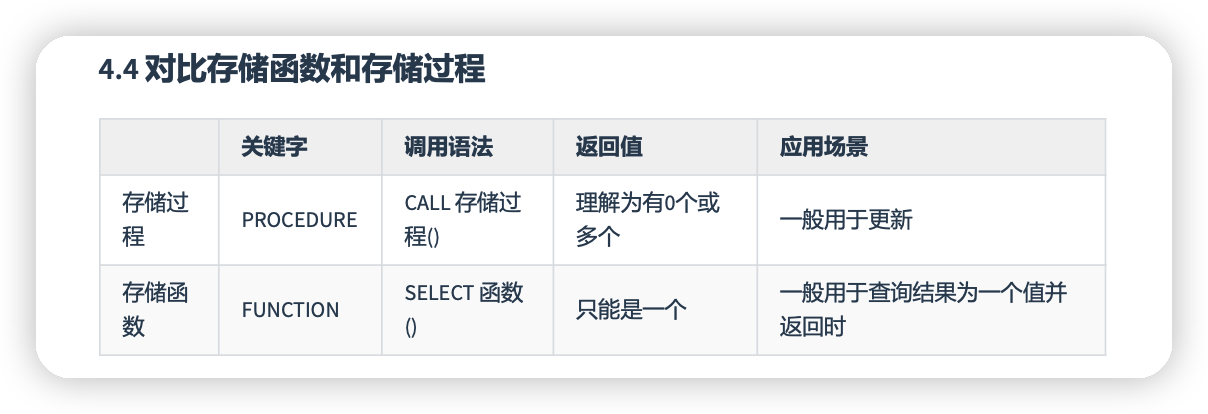 4.4 对比存储函数和存储过程
关键字 调用语法 返回值 应用场景
存储过
程
PROCEDURE
CALL 存储过
程()
理解为有0个或
多个
一般用于更新
存储函
数
FUNCTION
SELECT 函数
()
只能是一个
一般用于查询结果为一个值并
返回时